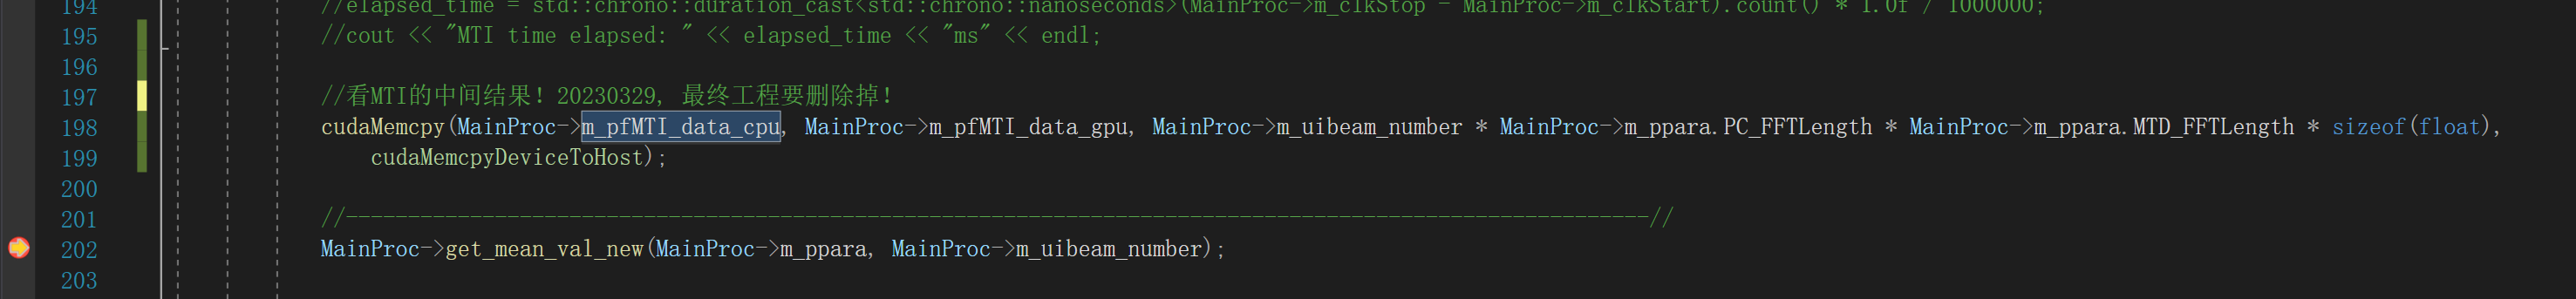 194 //elapsed_time = std::chrono::duration_cast<std::chrono::nanoseconds>(MainProc->m_clkStop - MainProc->m_clkStart).count() * 1.0f / 1000000;
195 //cout << "MTI time elapsed: " << elapsed_time << "ms" << endl;
196
197 //看MTI的中间结果！20230329, 最终工程要删除掉！
198 cudaMemcpy(MainProc->m_pfMTI_data_cpu, MainProc->m_pfMTI_data_gpu, MainProc->m_uibeam_number * MainProc->m_ppara.PC_FFTLength * MainProc->m_ppara.MTD_FFTLength * sizeof(float),
199 cudaMemcpyDeviceToHost);
200
201 //--------------------------------------------------------------------------------------------------------//
202 MainProc->get_mean_val_new(MainProc->m_ppara, MainProc->m_uibeam_number);
203